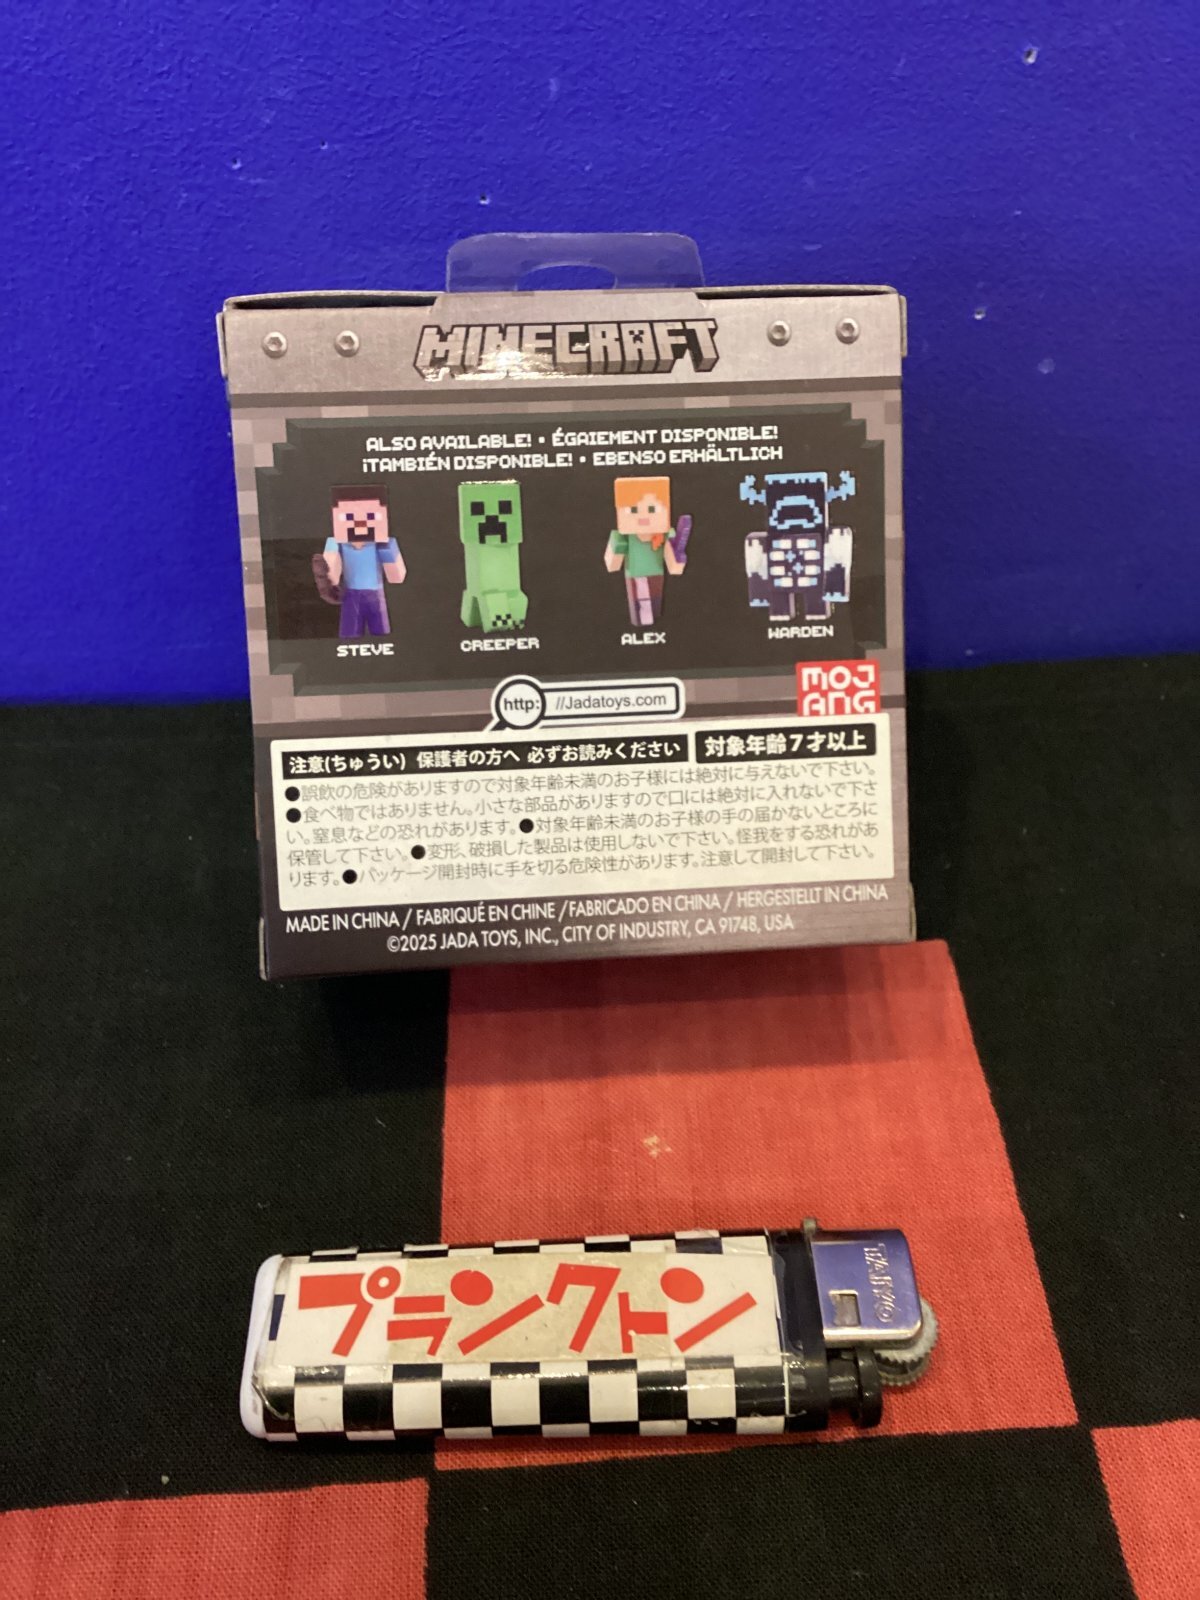 MINECRAFT
ALSO AVAILABLE! • ÉGAIEMENT DISPONIBLE!
¡TAMBIÉN DISPONIBLE! • EBENSO ERHÄLTLICH
STEVE
CREEPER
ALEX
WARDEN
http: //Jadatoys.com
MOJ
ANG
注意(ちゅうい) 保護者の方へ 必ずお読みください
対象年齢7才以上
●誤飲の危険がありますので対象年齢未満のお子様には絶対に与えないで下さい。
●食べ物ではありません。小さな部品がありますので口には絶対に入れないで下さ
い。窒息などの恐れがあります。●対象年齢未満のお子様の手の届かないところに
保管して下さい。●変形、破損した製品は使用しないで下さい。怪我をする恐れがあ
ります。●パッケージ開封時に手を切る危険性があります。注意して開封して下さい。
MADE IN CHINA / FABRIQUÉ EN CHINE / FABRICADO EN CHINA / HERGESTELLT IN CHINA
©2025 JADA TOYS, INC., CITY OF INDUSTRY, CA 91748, USA
プランクトン
TAIYO